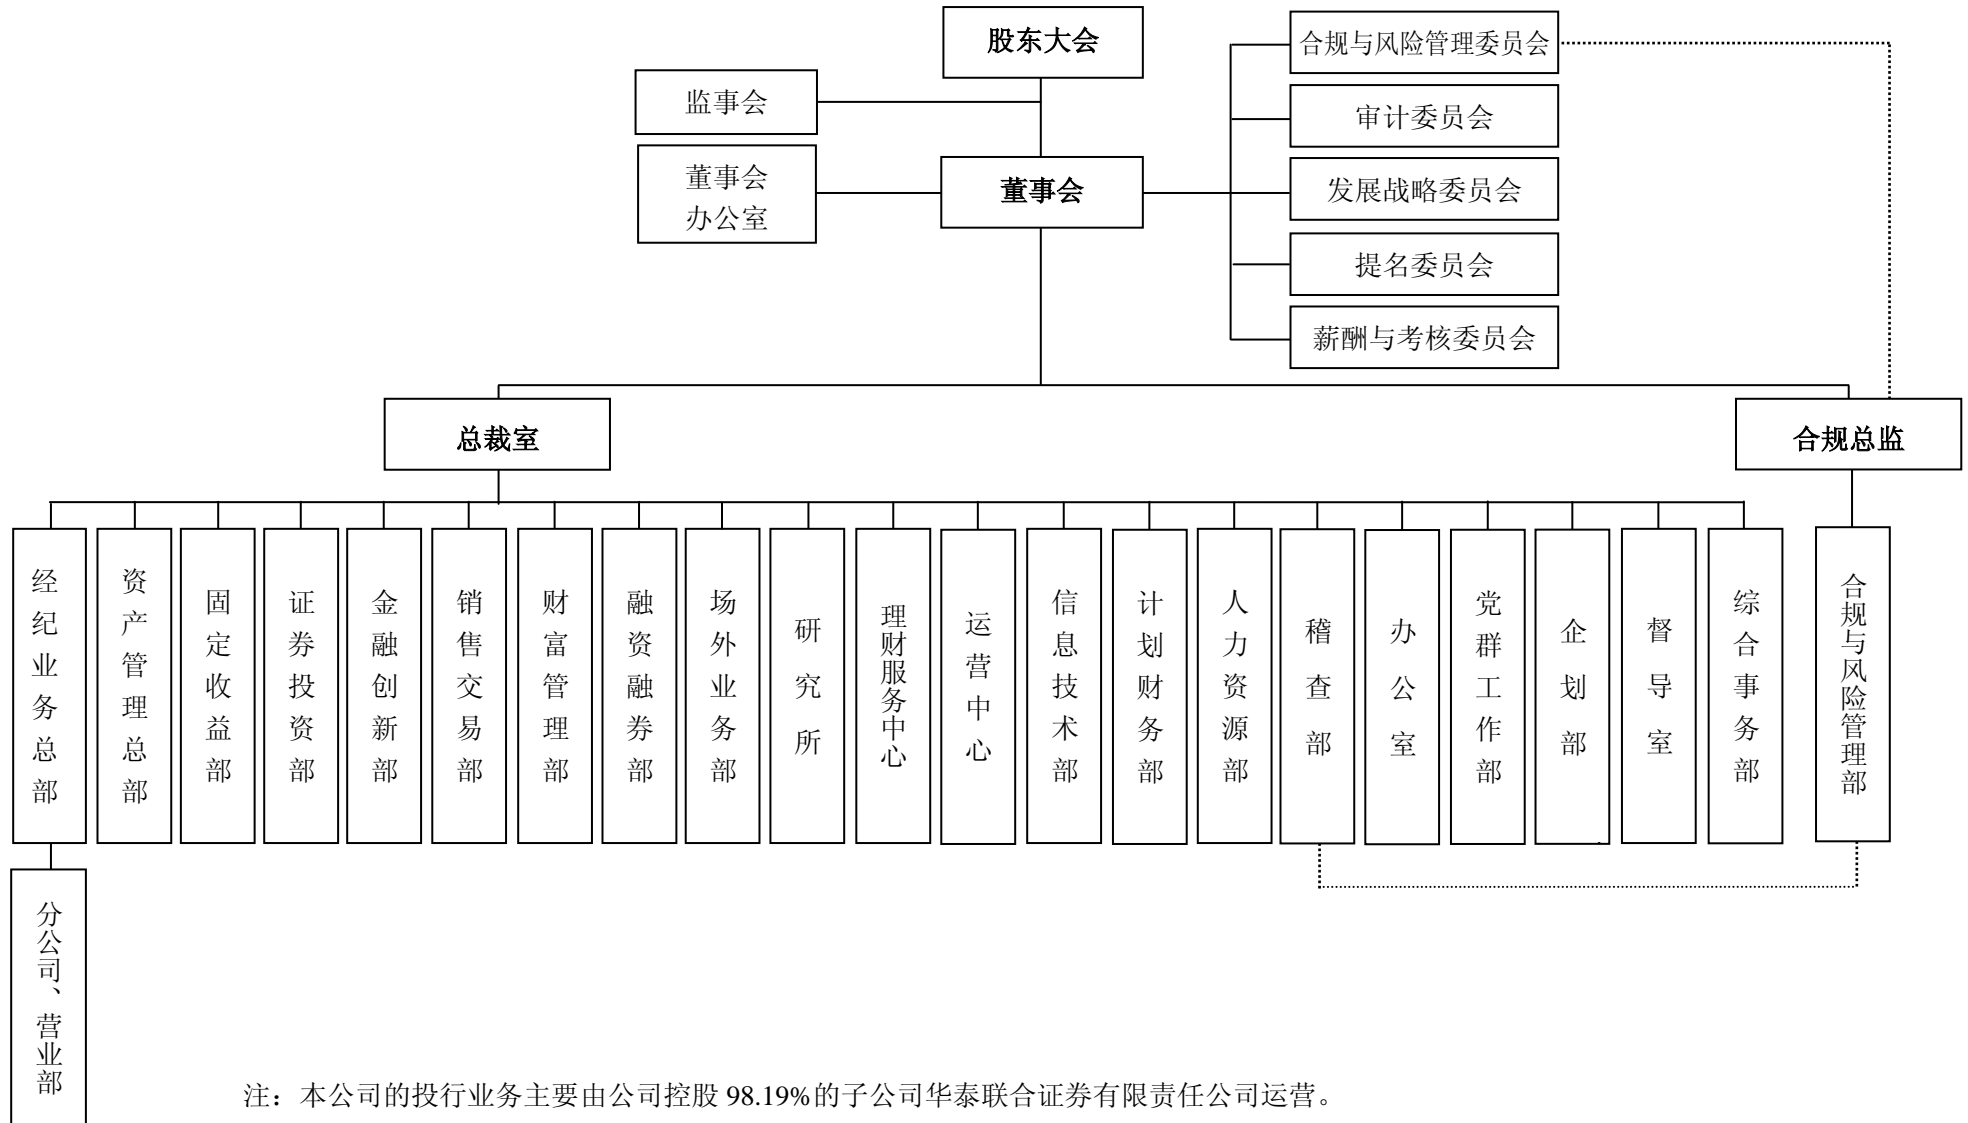 股东大会
合规与风险管理委员会
监事会
审计委员会
董事会
办公室
董事会
发展战略委员会
提名委员会
薪酬与考核委员会
总裁室
合规总监
经纪业务总部
资产管理总部
固定收益部
证券投资部
金融创新部
销售交易部
财富管理部
融资融券部
场外业务部
研究所
理财服务中心
运营中心
信息技术部
计划财务部
人力资源部
稽查部
办公室
党群工作部
企划部
督导室
综合事务部
合规与风险管理部
分公司、营业部
注：本公司的投行业务主要由公司控股 98.19%的子公司华泰联合证券有限责任公司运营。